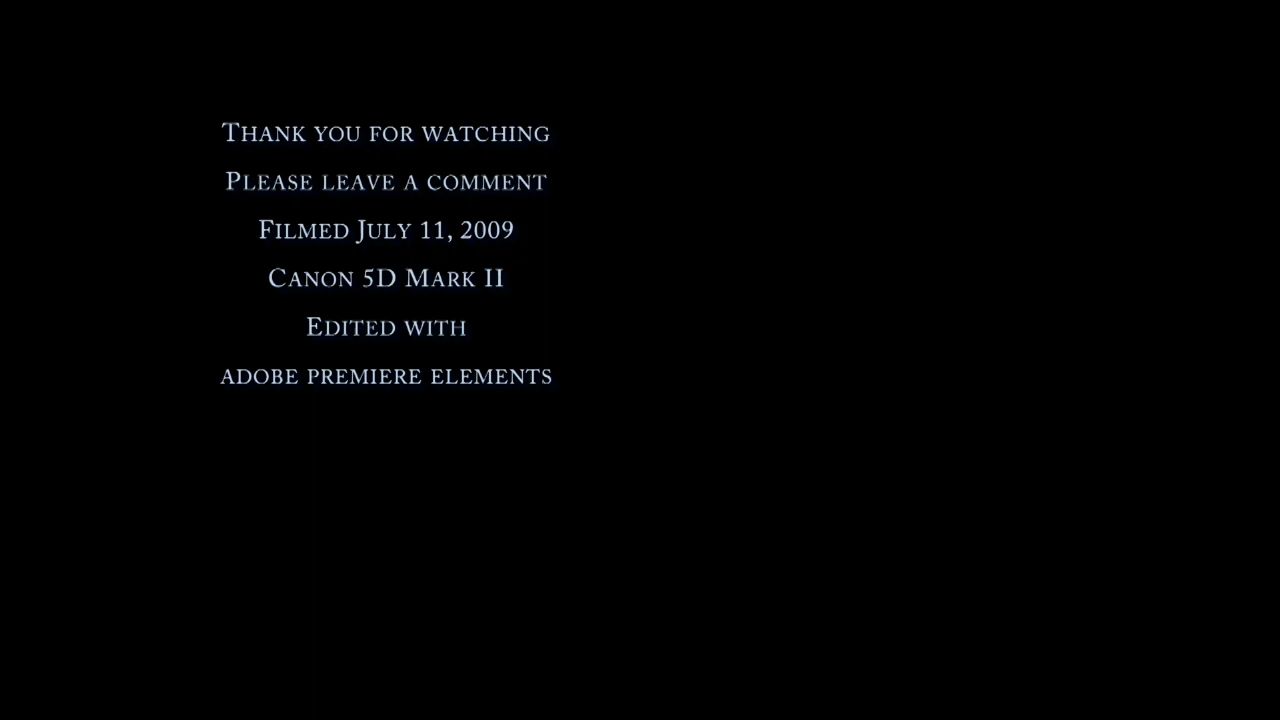 Thank you for watching
Please leave a comment
Filmed July 11, 2009
Canon 5D Mark II
Edited with
adobe premiere elements